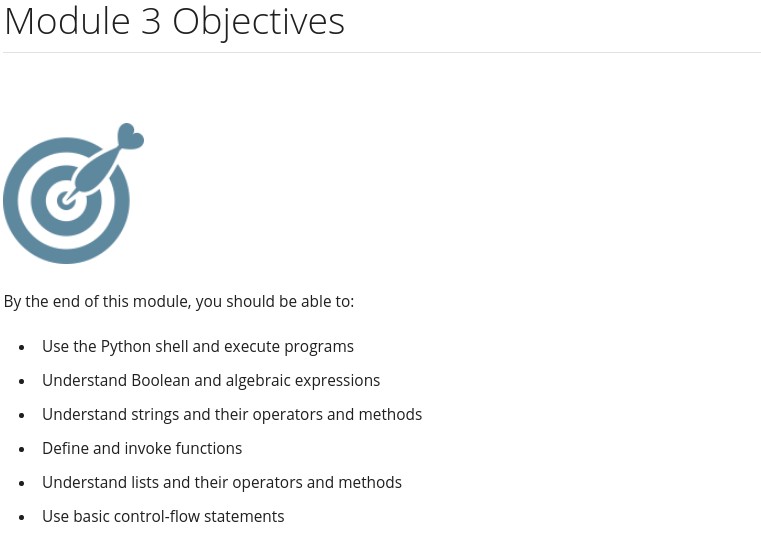 Module 3 Objectives
By the end of this module, you should be able to:
• Use the Python shell and execute programs
• Understand Boolean and algebraic expressions
• Understand strings and their operators and methods
• Define and invoke functions
• Understand lists and their operators and methods
• Use basic control-flow statements